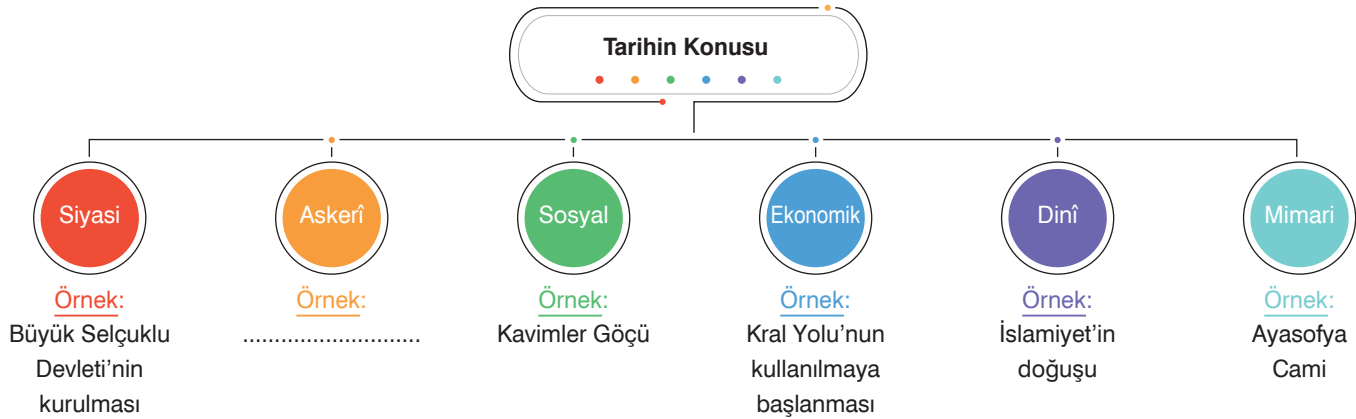 Tarihin Konusu
Siyasi
Askerî
Sosyal
Ekonomik
Dinî
Mimari
Örnek:
Büyük Selçuklu
Devleti’nin
kurulması
Örnek:
............................
Örnek:
Kavimler Göçü
Örnek:
Kral Yolu’nun
kullanılmaya
başlanması
Örnek:
İslamiyet’in
doğuşu
Örnek:
Ayasofya
Cami